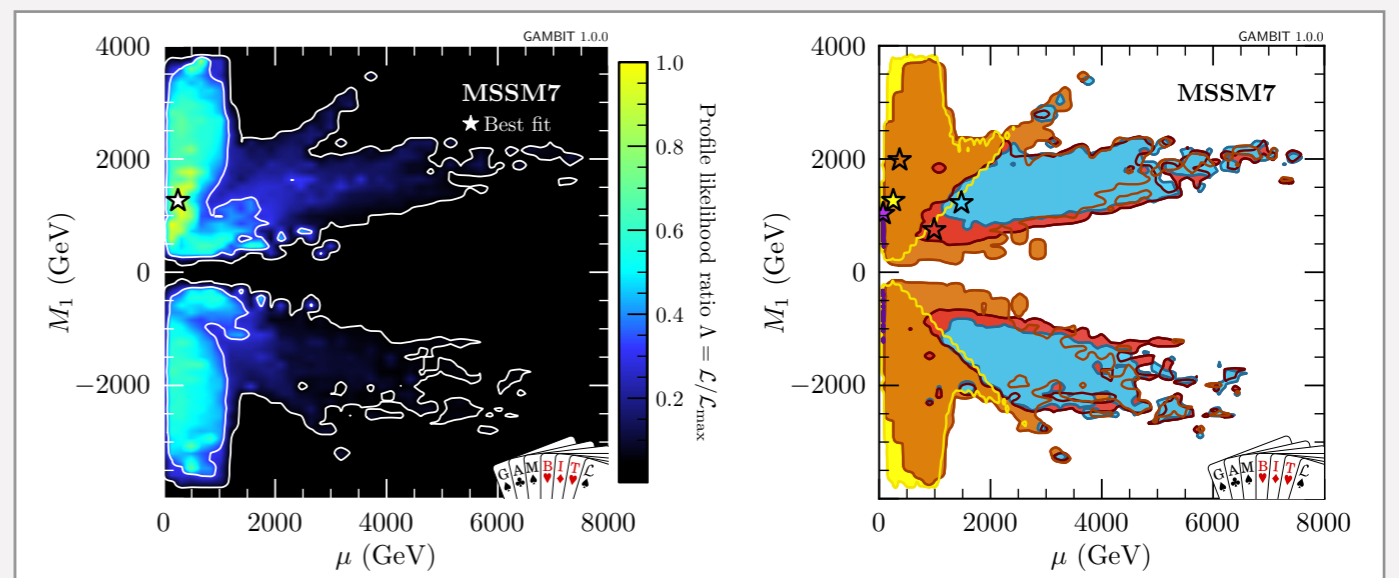 GAMBIT 1.0.0
MSSM7
Best fit
4000
2000
0
−2000
M1 (GeV)
0 2000 4000 6000 8000
μ (GeV)
G A M B I T L
1.0
0.8
0.6
0.4
0.2
Profile likelihood ratio Λ = L/Lmax
GAMBIT 1.0.0
MSSM7
4000
2000
0
−2000
M1 (GeV)
0 2000 4000 6000 8000
μ (GeV)
G A M B I T L